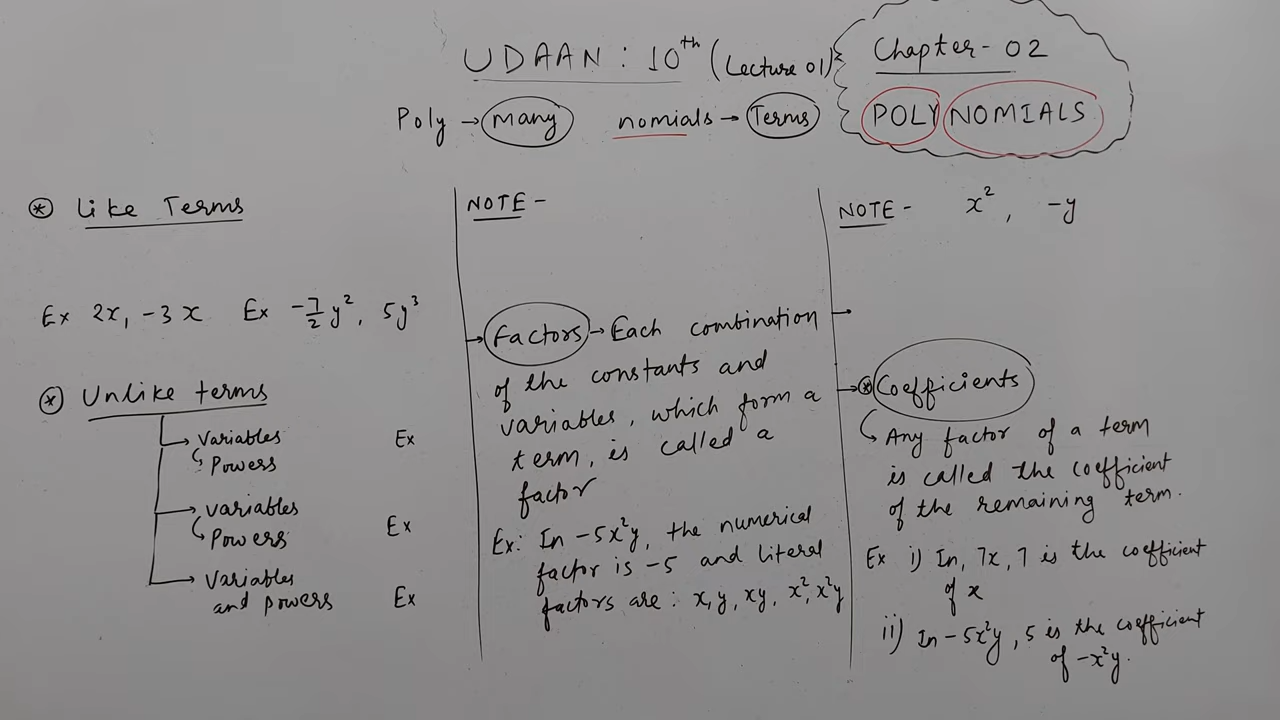 UDAAN : 10th (Lecture 01)
Chapter - 02
POLYNOMIALS
Poly → Many nomials → Terms
⊛ Like Terms
Ex 2x, -3x Ex -7/2 y², 5y³
⊛ Unlike terms
→ Variables Ex
Powers
→ Variables Ex
Powers
→ Variables Ex
and powers
NOTE -
→ Factors → Each combination
of the constants and
variables, which form a
term, is called a
factor
Ex: In -5x²y, the numerical
factor is -5 and literal
factors are : x, y, xy, x², x²y
NOTE - x², -y
→
→ ⊛ Coefficients
Any factor of a term
is called the coefficient
of the remaining term.
Ex i) In, 7x, 7 is the coefficient
of x
ii) In -5x²y, 5 is the coefficient
of -x²y.